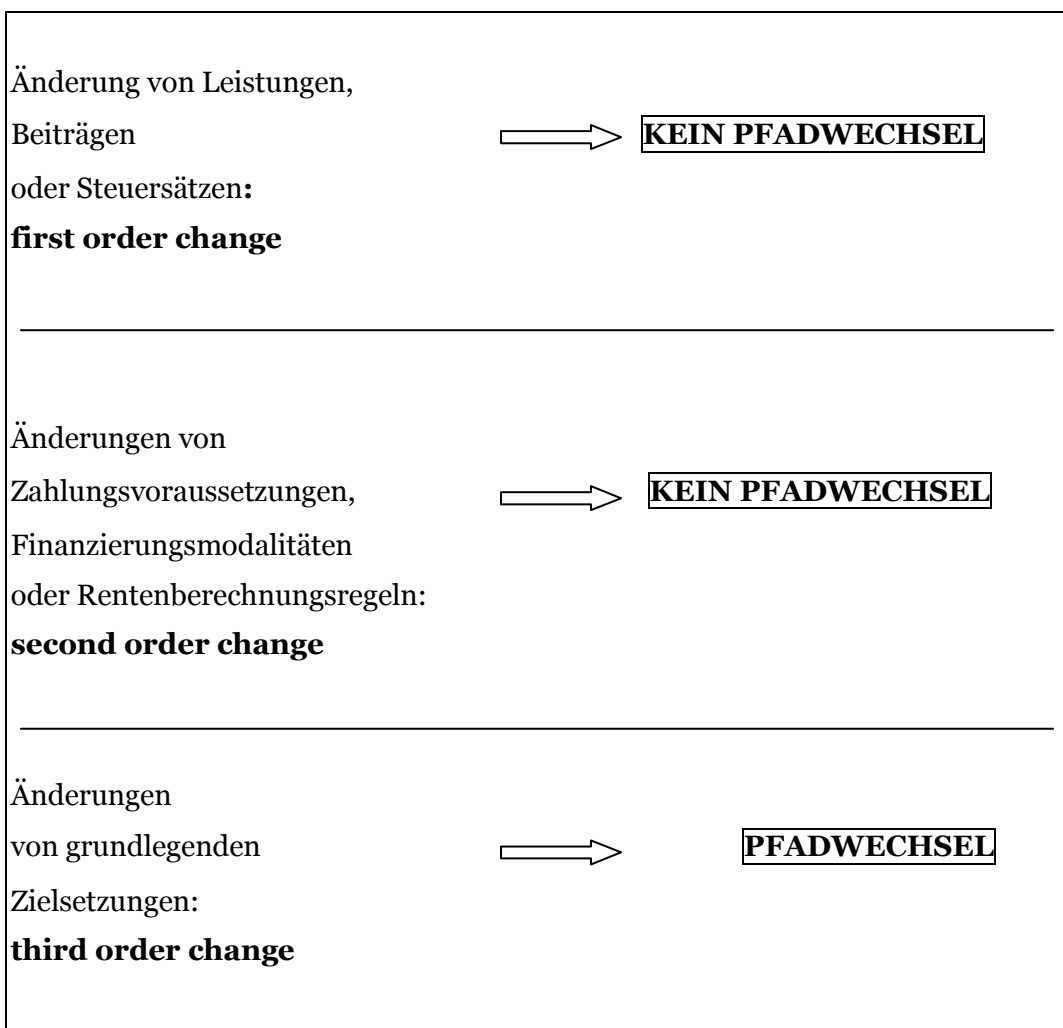 Änderung von Leistungen,
Beiträgen KEIN PFADWECHSEL
oder Steuersätzen:
first order change
Änderungen von
Zahlungsvoraussetzungen, KEIN PFADWECHSEL
Finanzierungsmodalitäten
oder Rentenberechnungsregeln:
second order change
Änderungen
von grundlegenden PFADWECHSEL
Zielsetzungen:
third order change